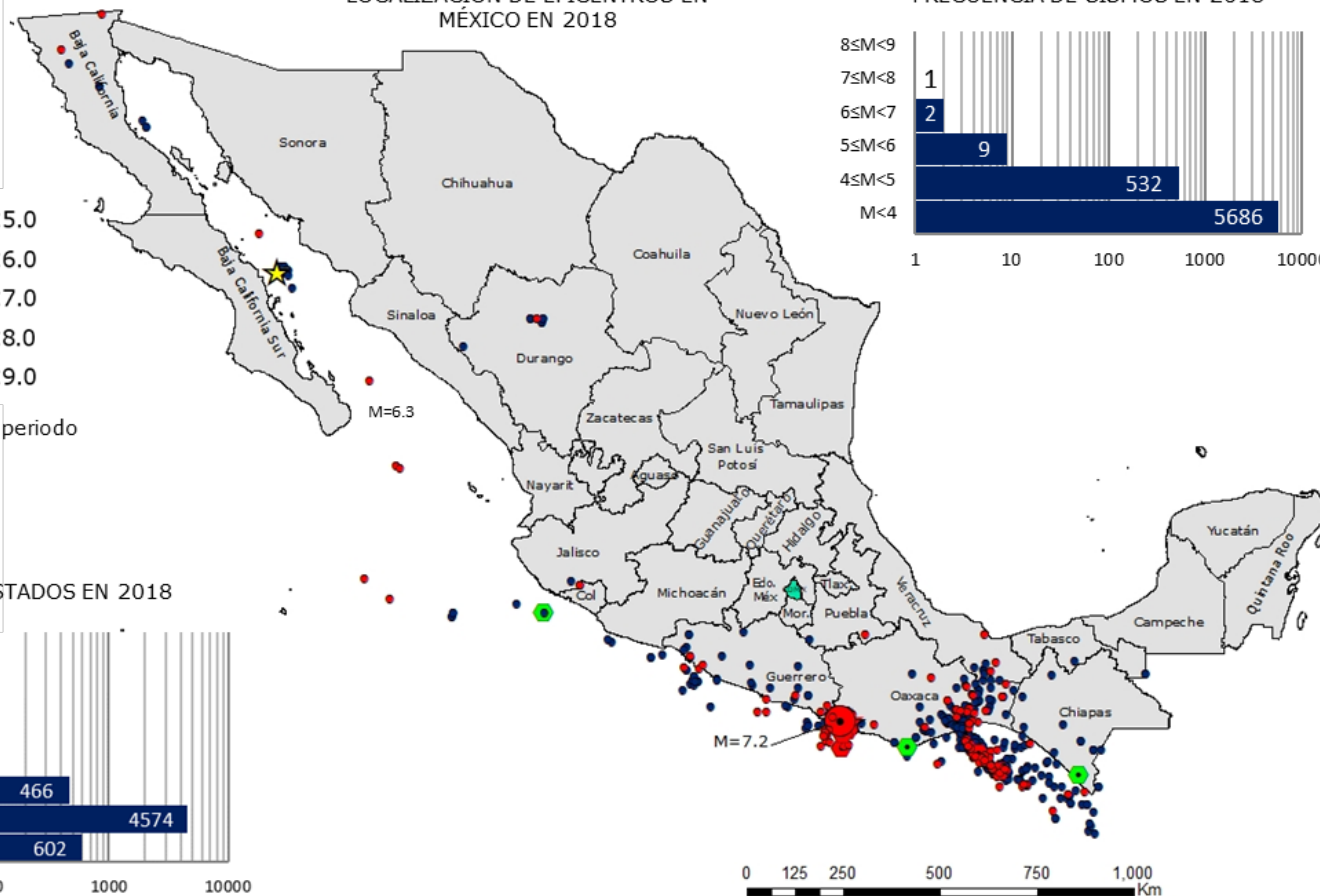 MÉXICO EN 2018
8≤M<9
7≤M<8
1
6≤M<7
2
5≤M<6
9
4≤M<5
532
M<4
5686
1
10
100
1000
5.0
6.0
7.0
8.0
9.0
periodo
Baja California
Sonora
Chihuahua
Coahuila
Baja California Sur
Sinaloa
Nuevo León
Durango
Tamaulipas
Zacatecas
M=6.3
San Luis
Potosí
Aguasc
Nayarit
Guanajuato
Querétaro
Hidalgo
Yucatán
Quintana Roo
Jalisco
Col
Michoacán
Edo.
Méx
Tlax.
Mor.
Puebla
Veracruz
Campeche
Tabasco
Guerrero
Oaxaca
Chiapas
M=7.2
STADOS EN 2018
466
4574
602
1000
10000
0 125 250 500 750 1,000
Km